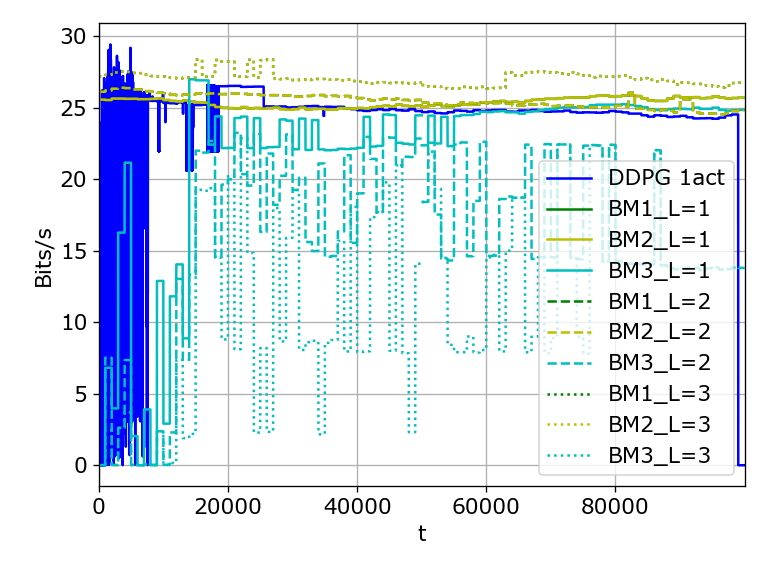 30
25
20
15
10
5
0
Bits/s
0
20000
40000
60000
80000
t
DDPG 1act
BM1_L=1
BM2_L=1
BM3_L=1
BM1_L=2
BM2_L=2
BM3_L=2
BM1_L=3
BM2_L=3
BM3_L=3